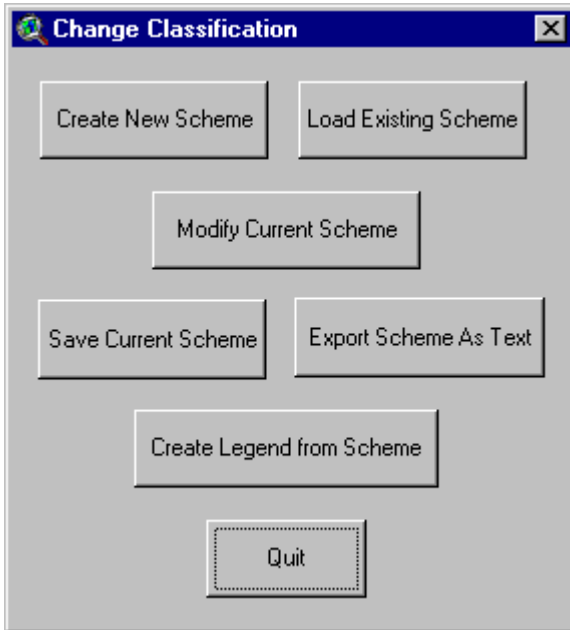 Change Classification
Create New Scheme
Load Existing Scheme
Modify Current Scheme
Save Current Scheme
Export Scheme As Text
Create Legend from Scheme
Quit